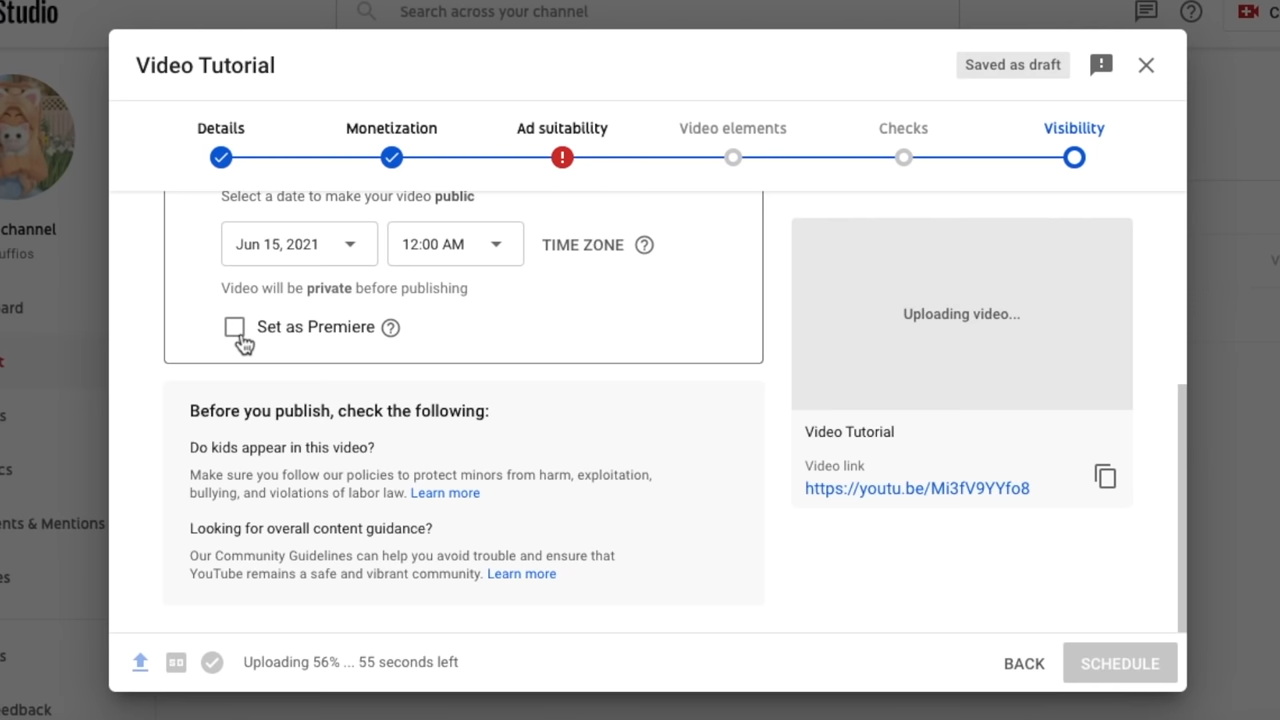 Studio
Search across your channel
Video Tutorial
Saved as draft
Details
Monetization
Ad suitability
Video elements
Checks
Visibility
Select a date to make your video public
Jun 15, 2021
12:00 AM
TIME ZONE
Video will be private before publishing
Set as Premiere
Before you publish, check the following:
Do kids appear in this video?
Make sure you follow our policies to protect minors from harm, exploitation,
bullying, and violations of labor law. Learn more
Looking for overall content guidance?
Our Community Guidelines can help you avoid trouble and ensure that
YouTube remains a safe and vibrant community. Learn more
Uploading video...
Video Tutorial
Video link
https://youtu.be/Mi3fV9YYfo8
Uploading 56% ... 55 seconds left
BACK
SCHEDULE
channel
uffios
ard
nts & Mentions
eedback